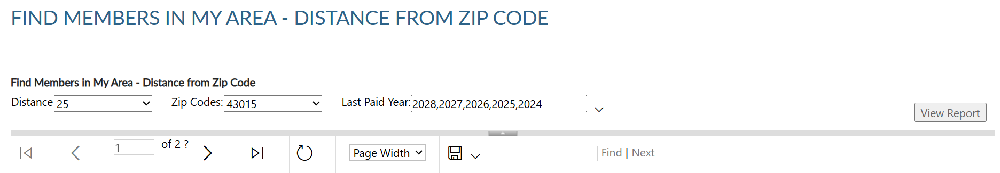 FIND MEMBERS IN MY AREA - DISTANCE FROM ZIP CODE
Find Members in My Area - Distance from Zip Code
Distance 25 Zip Codes: 43015 Last Paid Year: 2028,2027,2026,2025,2024 View Report
1 of 2 ? Page Width Find | Next